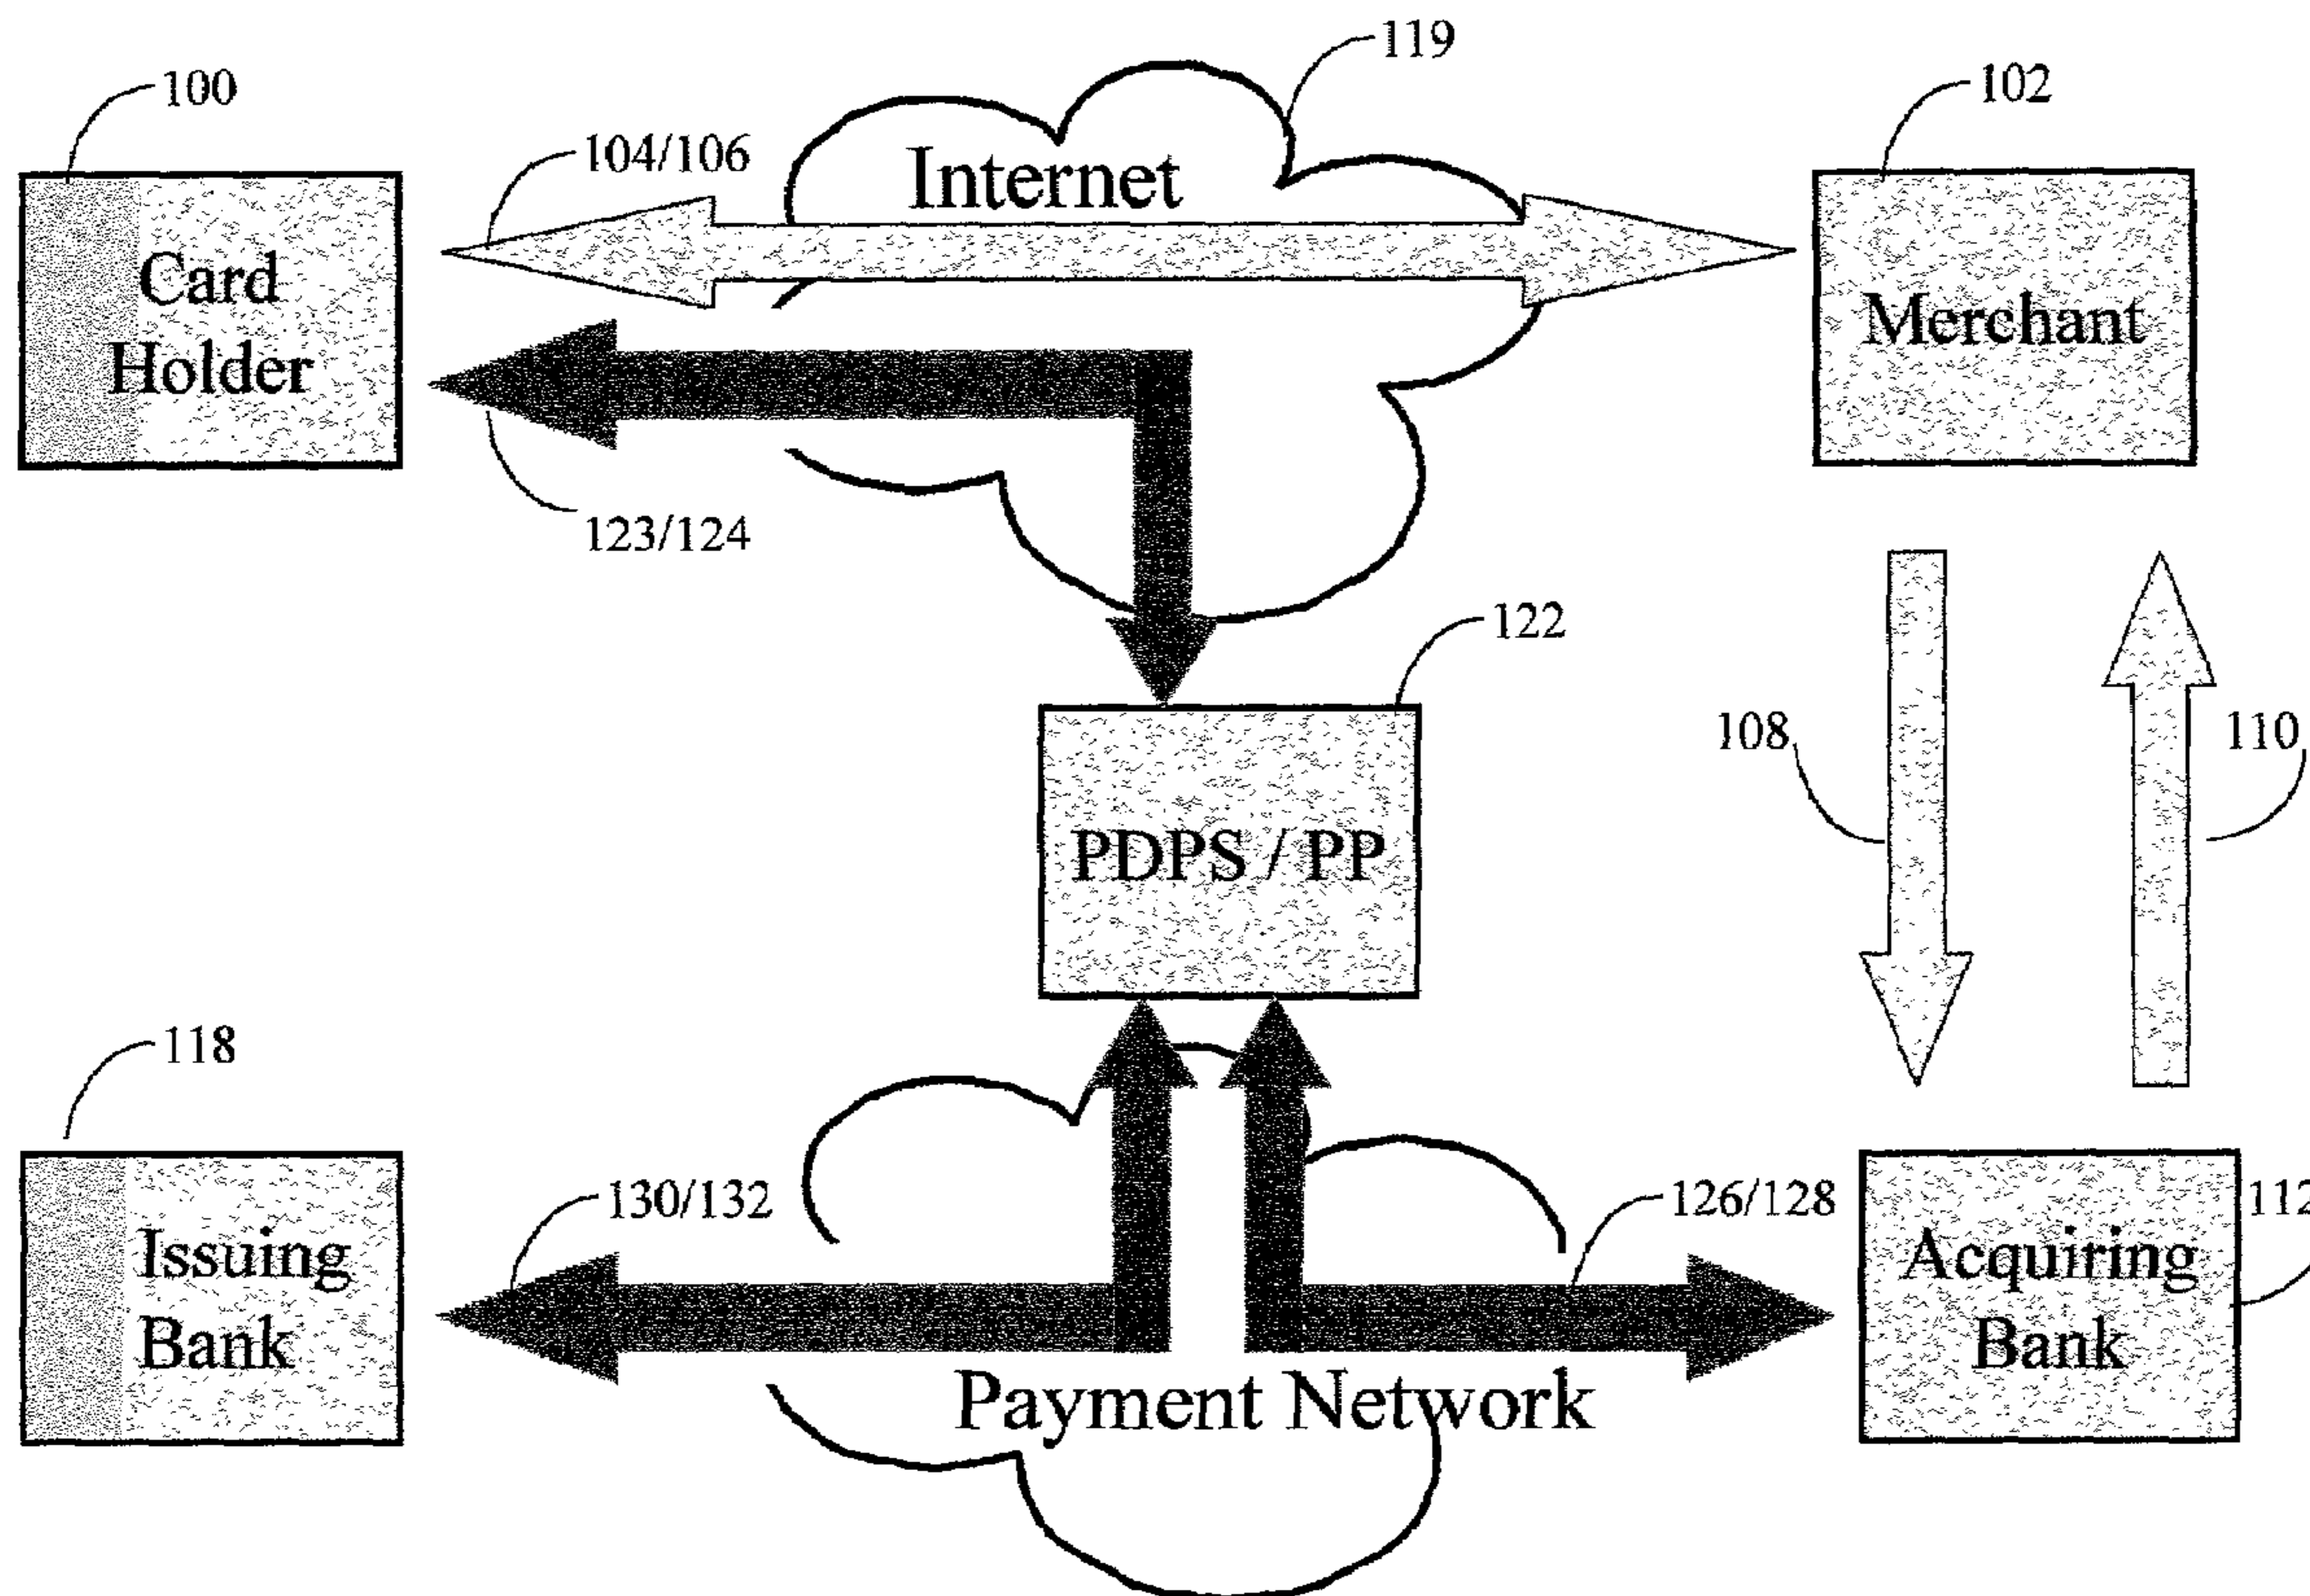 119
100
102
104/106
Internet
Card
Holder
Merchant
123/124
122
108
110
PDPS / PP
118
130/132
126/128
112
Issuing
Bank
Acquiring
Bank
Payment Network